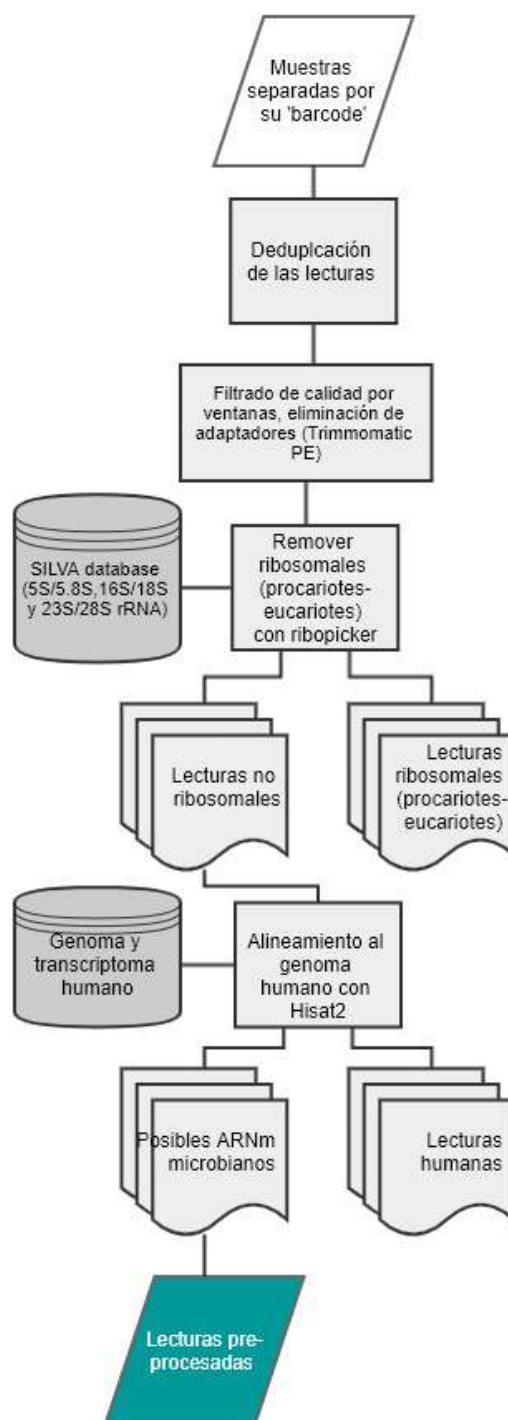 Muestras
separadas por
su 'barcode'
Deduplcación
de las lecturas
Filtrado de calidad por
ventanas, eliminación de
adaptadores (Trimmomatic
PE)
SILVA database
(5S/5.8S,16S/18S
y 23S/28S rRNA)
Remover
ribosomales
(procariotes-
eucariotes)
con ribopicker
Lecturas no
ribosomales
Lecturas
ribosomales
(procariotes-
eucariotes)
Genoma y
transcriptoma
humano
Alineamiento al
genoma
humano con
Hisat2
Posibles ARNm
microbianos
Lecturas
humanas
Lecturas pre-
procesadas